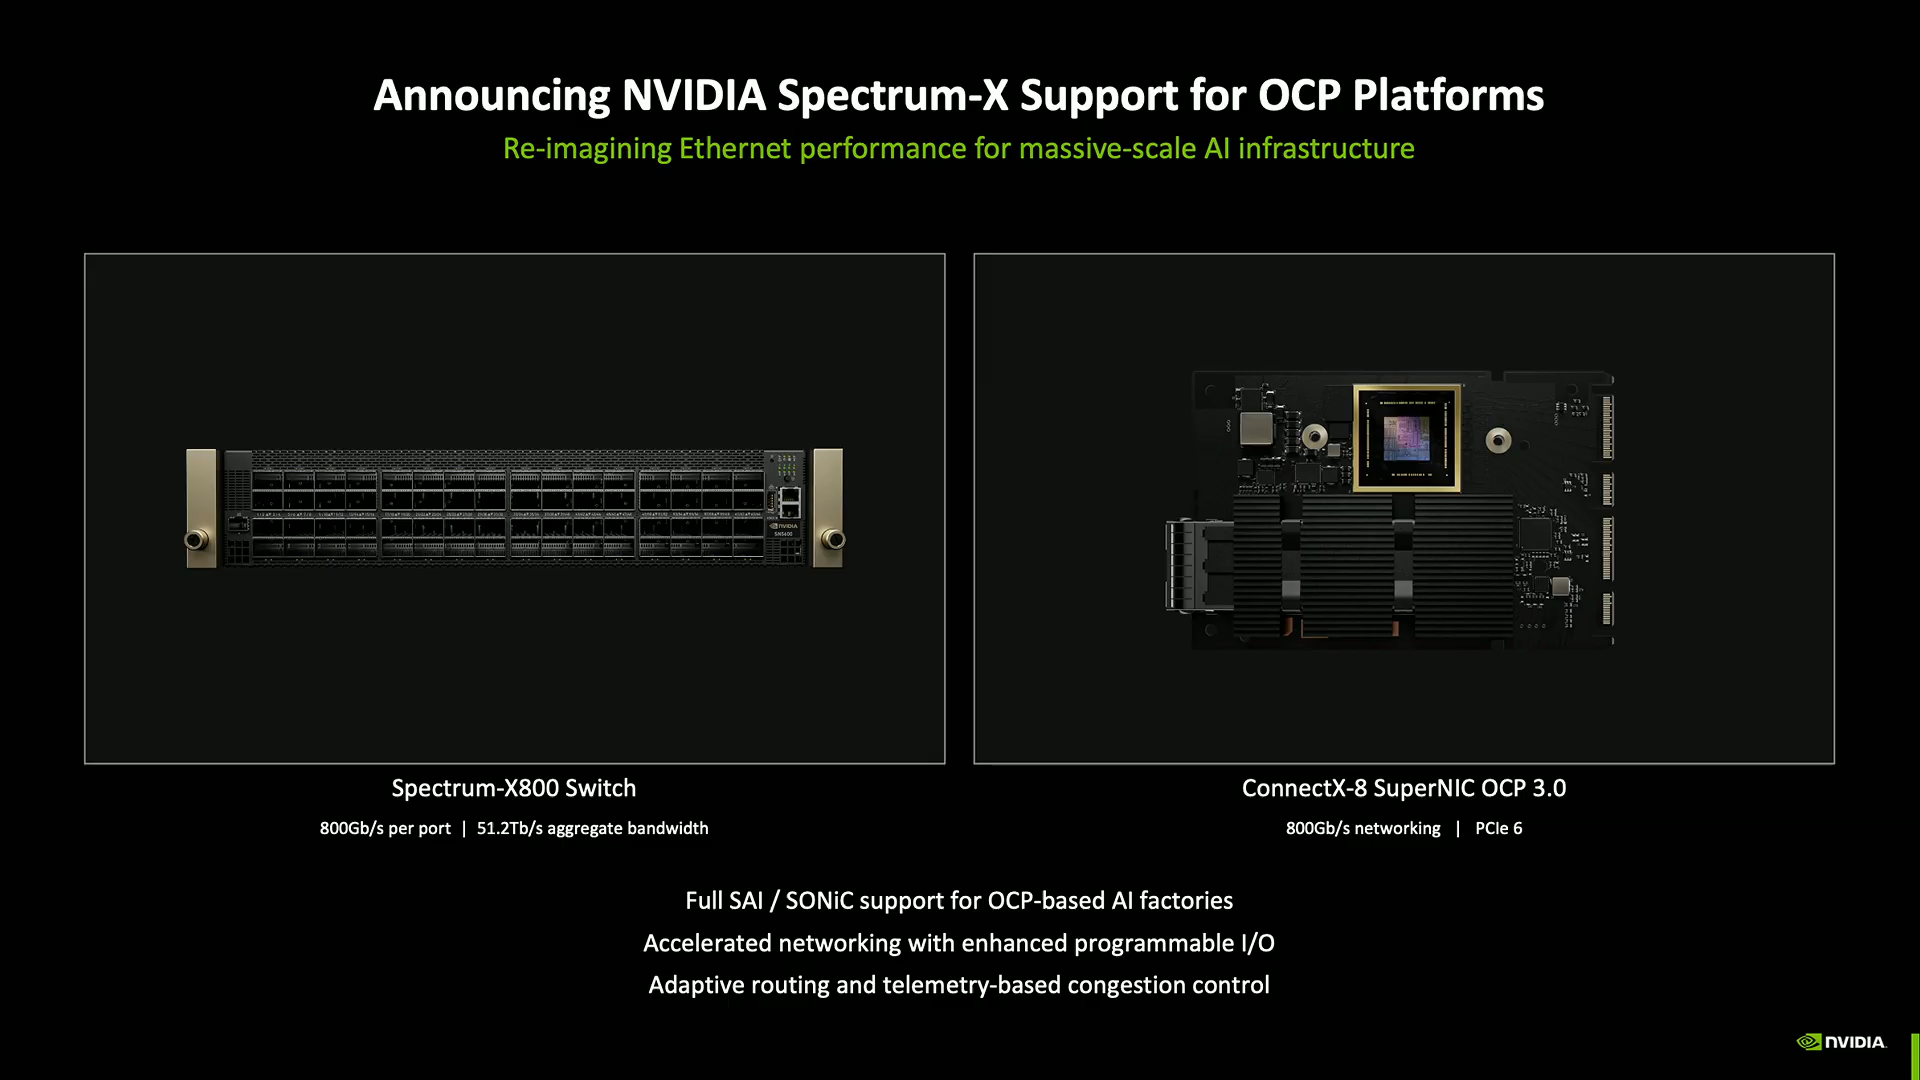 Announcing NVIDIA Spectrum-X Support for OCP Platforms
Re-imagining Ethernet performance for massive-scale AI infrastructure
NVIDIA
SN5600
Spectrum-X800 Switch
800Gb/s per port | 51.2Tb/s aggregate bandwidth
ConnectX-8 SuperNIC OCP 3.0
800Gb/s networking | PCIe 6
Full SAI / SONiC support for OCP-based AI factories
Accelerated networking with enhanced programmable I/O
Adaptive routing and telemetry-based congestion control
NVIDIA.